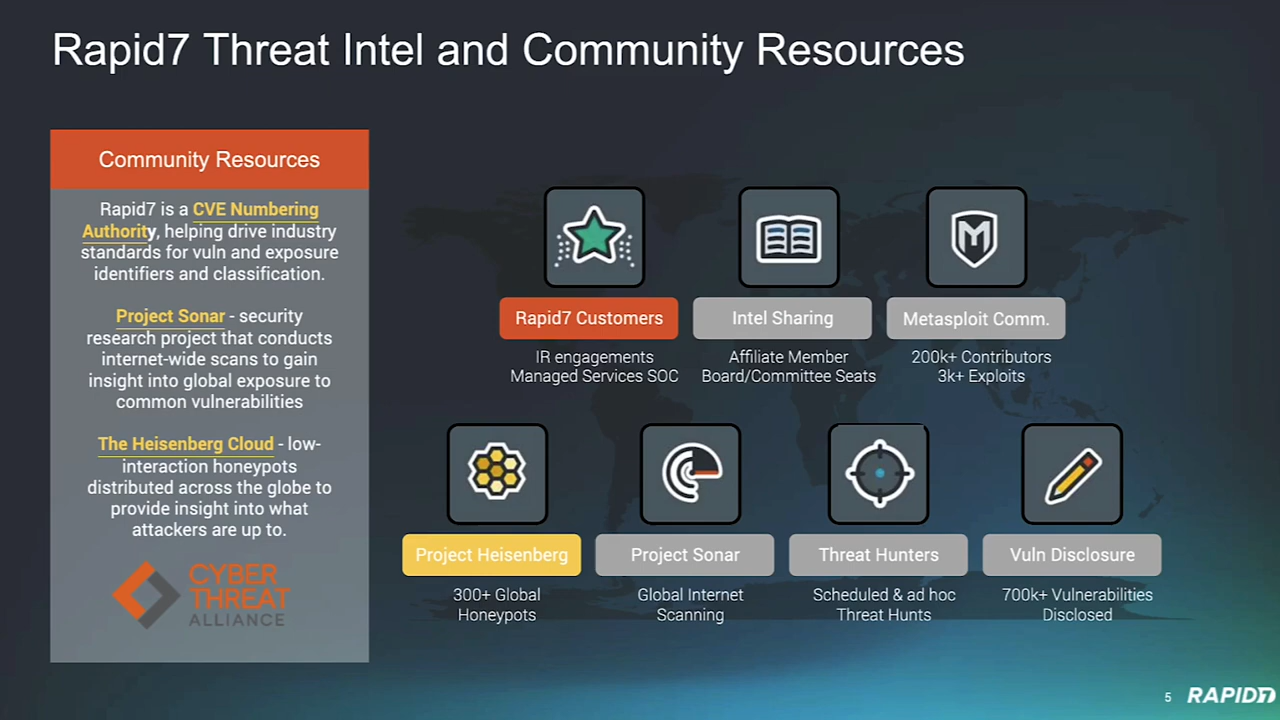 Rapid7 Threat Intel and Community Resources
Community Resources
Rapid7 is a CVE Numbering
Authority, helping drive industry
standards for vuln and exposure
identifiers and classification.
Project Sonar - security
research project that conducts
internet-wide scans to gain
insight into global exposure to
common vulnerabilities
The Heisenberg Cloud - low-
interaction honeypots
distributed across the globe to
provide insight into what
attackers are up to.
CYBER
THREAT
ALLIANCE
M
Rapid7 Customers
IR engagements
Managed Services SOC
Intel Sharing
Affiliate Member
Board/Committee Seats
Metasploit Comm.
200k+ Contributors
3k+ Exploits
Project Heisenberg
300+ Global
Honeypots
Project Sonar
Global Internet
Scanning
Threat Hunters
Scheduled & ad hoc
Threat Hunts
Vuln Disclosure
700k+ Vulnerabilities
Disclosed
5
RAPID7